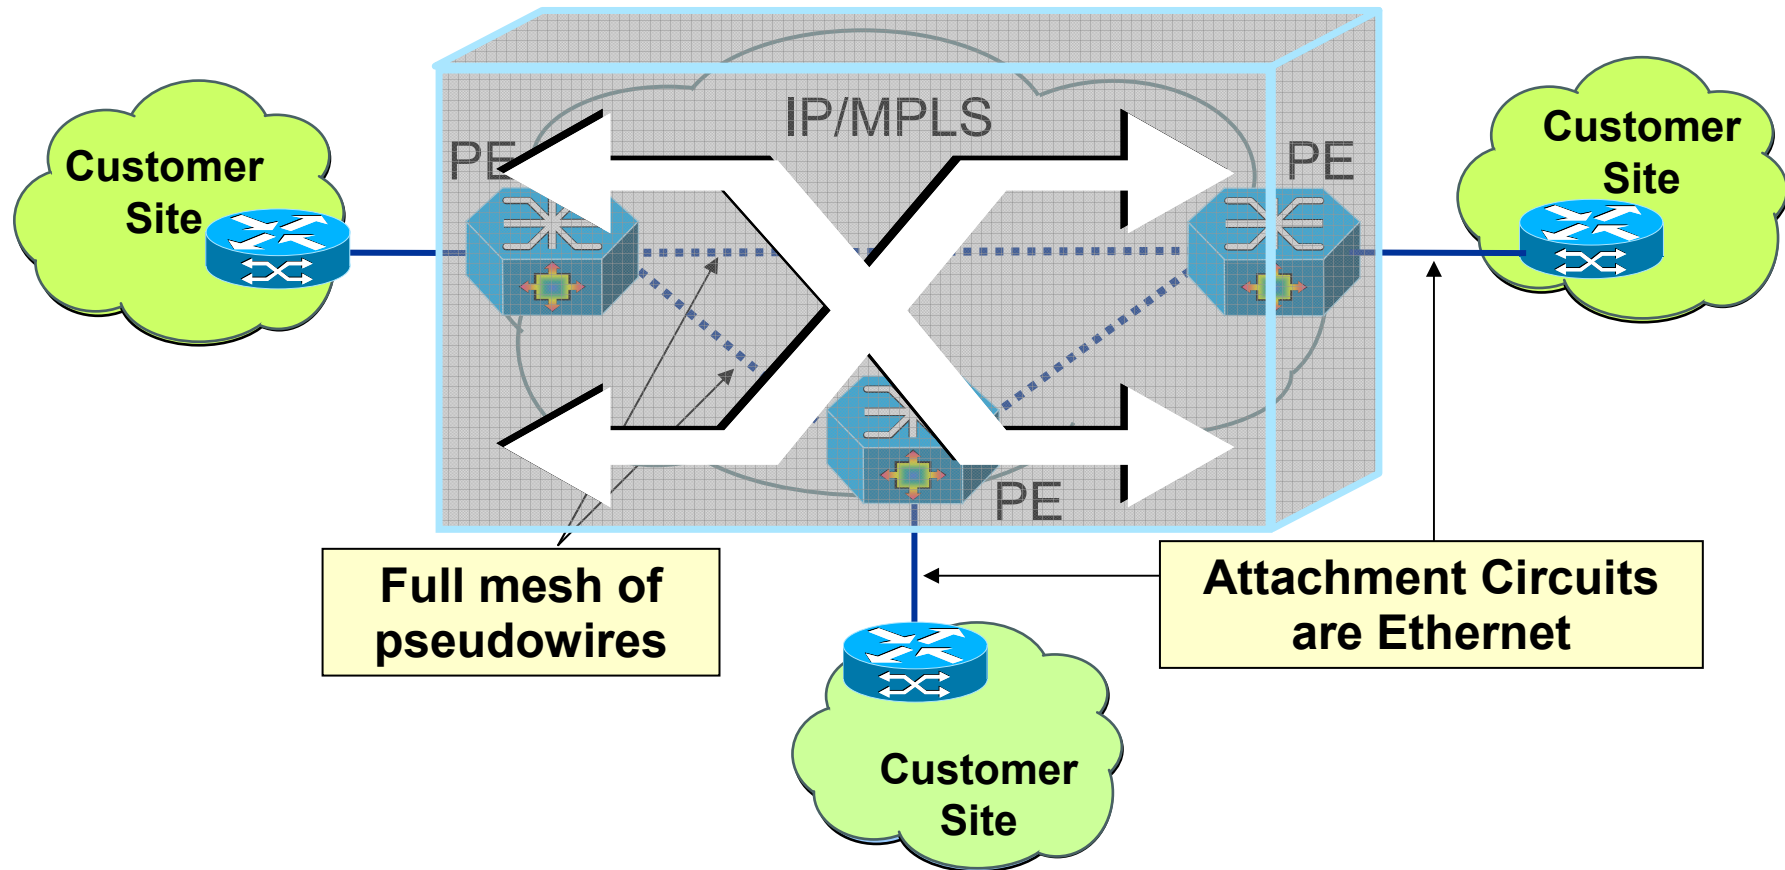 IP/MPLS
PE
PE
Customer
Site
Customer
Site
PE
Full mesh of
pseudowires
Attachment Circuits
are Ethernet
Customer
Site